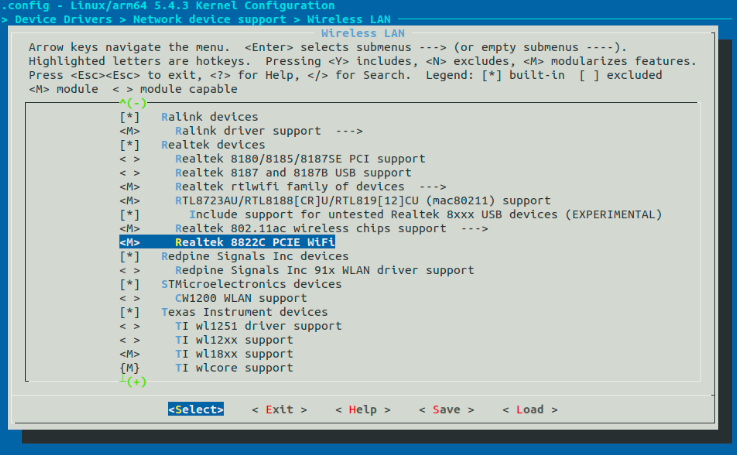 .config - Linux/arm64 5.4.3 Kernel Configuration
> Device Drivers > Network device support > Wireless LAN
Wireless LAN
Arrow keys navigate the menu.  <Enter> selects submenus ---> (or empty submenus ----).
Highlighted letters are hotkeys.  Pressing <Y> includes, <N> excludes, <M> modularizes features.
Press <Esc><Esc> to exit, <?> for Help, </> for Search.  Legend: [*] built-in  [ ] excluded
<M> module  < > module capable
^(-)
[*]   Ralink devices
<M>     Ralink driver support  --->
[*]   Realtek devices
< >     Realtek 8180/8185/8187SE PCI support
< >     Realtek 8187 and 8187B USB support
<M>     Realtek rtlwifi family of devices  --->
<M>     RTL8723AU/RTL8188[CR]U/RTL819[12]CU (mac80211) support
[*]       Include support for untested Realtek 8xxx USB devices (EXPERIMENTAL)
<M>     Realtek 802.11ac wireless chips support  --->
<M>     Realtek 8822C PCIE WiFi
[*]   Redpine Signals Inc devices
< >     Redpine Signals Inc 91x WLAN driver support
[*]   STMicroelectronics devices
< >     CW1200 WLAN support
[*]   Texas Instrument devices
< >     TI wl1251 driver support
< >     TI wl12xx support
<M>     TI wl18xx support
{M}     TI wlcore support
┴(+)
<Select>    < Exit >    < Help >    < Save >    < Load >